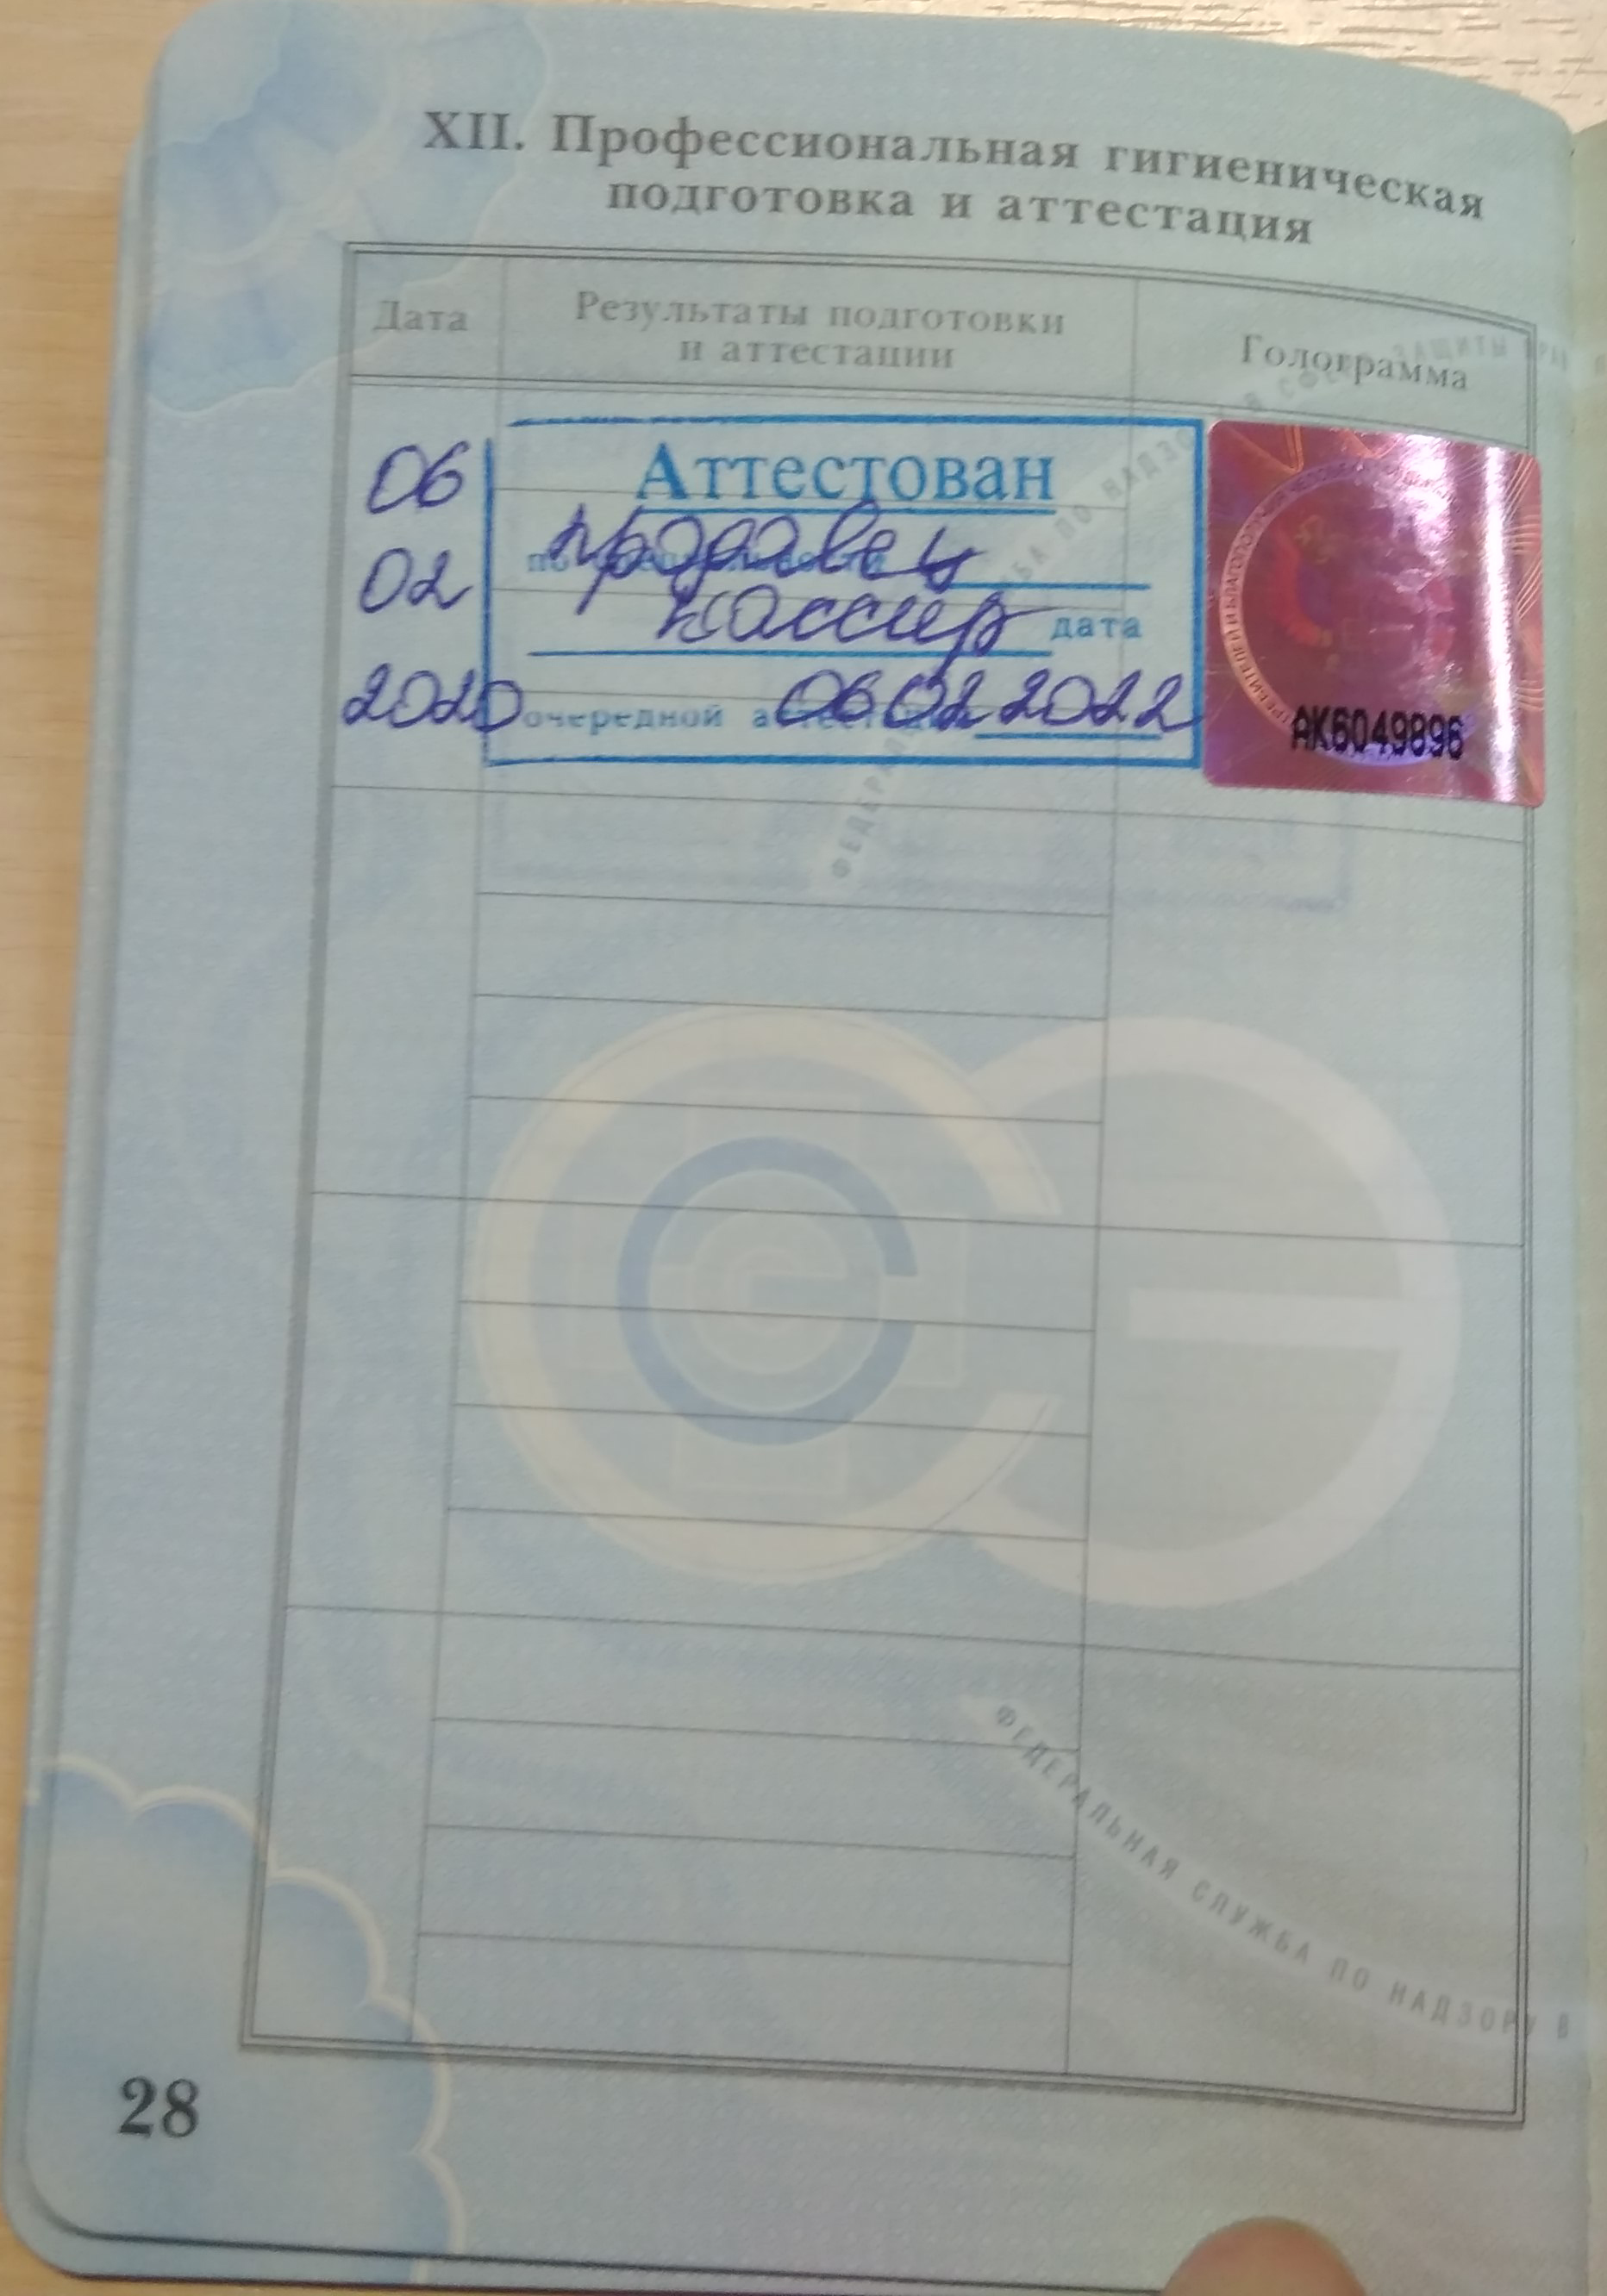 XII. Профессиональная гигиеническая
подготовка и аттестация
Дата
Результаты подготовки
и аттестации
Голограмма
06
02
2020
Аттестован
продавец
кассир дата
очередной 06 02 2022
АК6049896
ФЕДЕРАЛЬНАЯ СЛУЖБА ПО НАДЗОРУ В
28